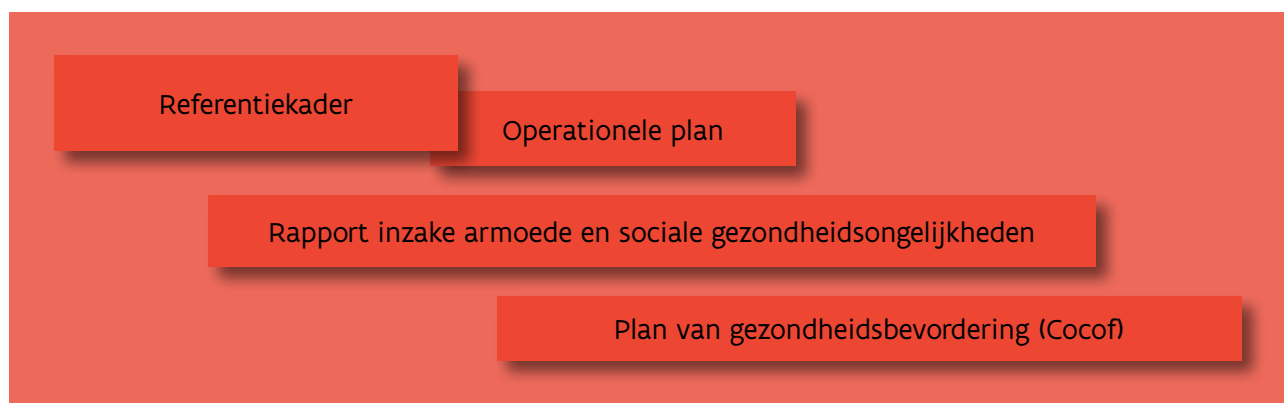 Referentiekader
Operationele plan
Rapport inzake armoede en sociale gezondheidsongelijkheden
Plan van gezondheidsbevordering (Cocof)